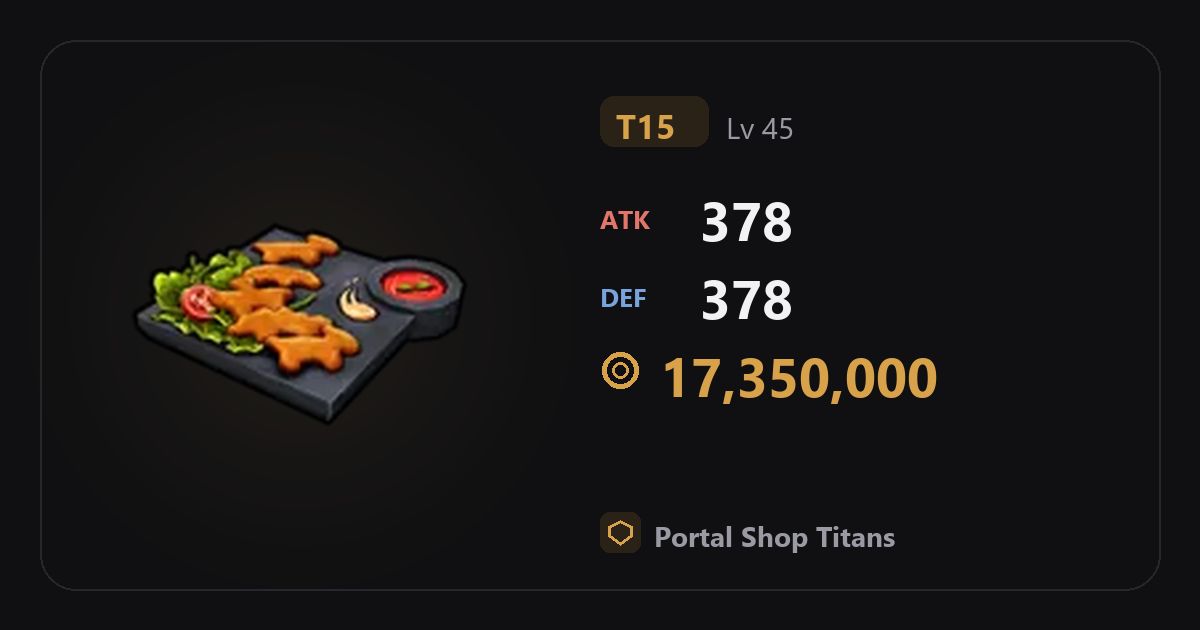 T15 Lv 45
ATK 378
DEF 378
17,350,000
Portal Shop Titans